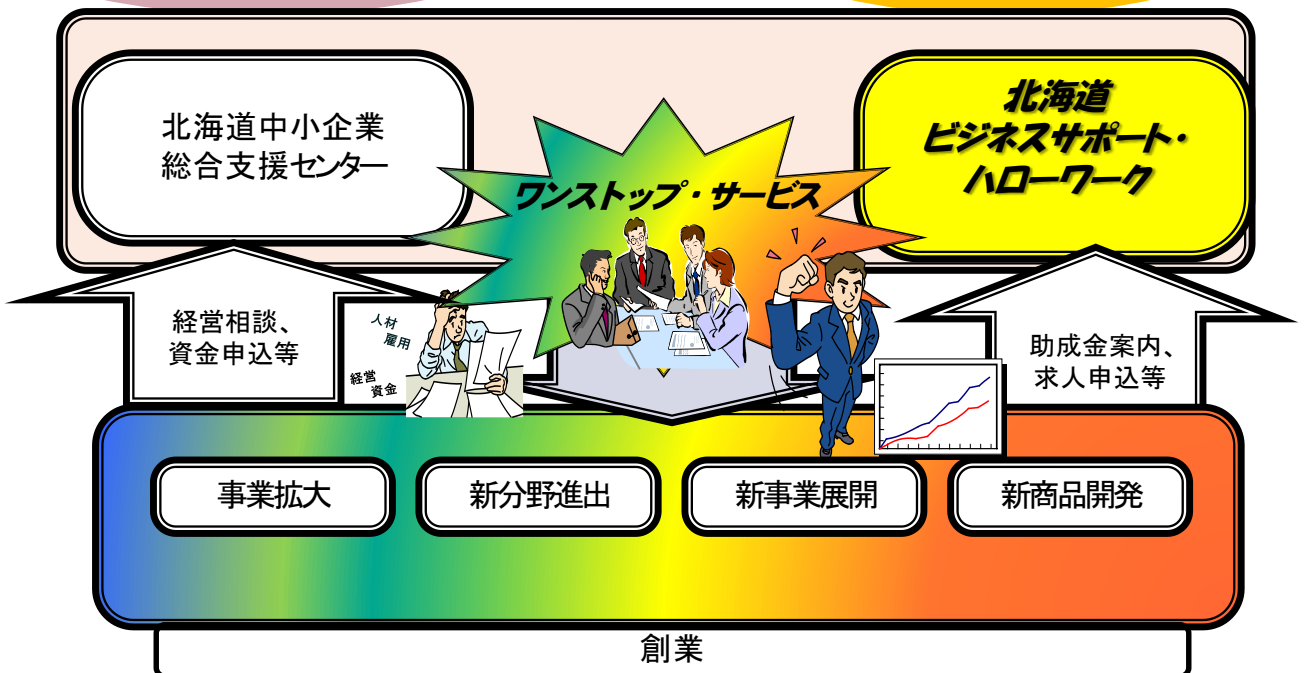 北海道中小企業
総合支援センター
北海道
ビジネスサポート・
ハローワーク
ワンストップ・サービス
経営相談、
資金申込等
人材
雇用
経営
資金
助成金案内、
求人申込等
事業拡大
新分野進出
新事業展開
新商品開発
創業